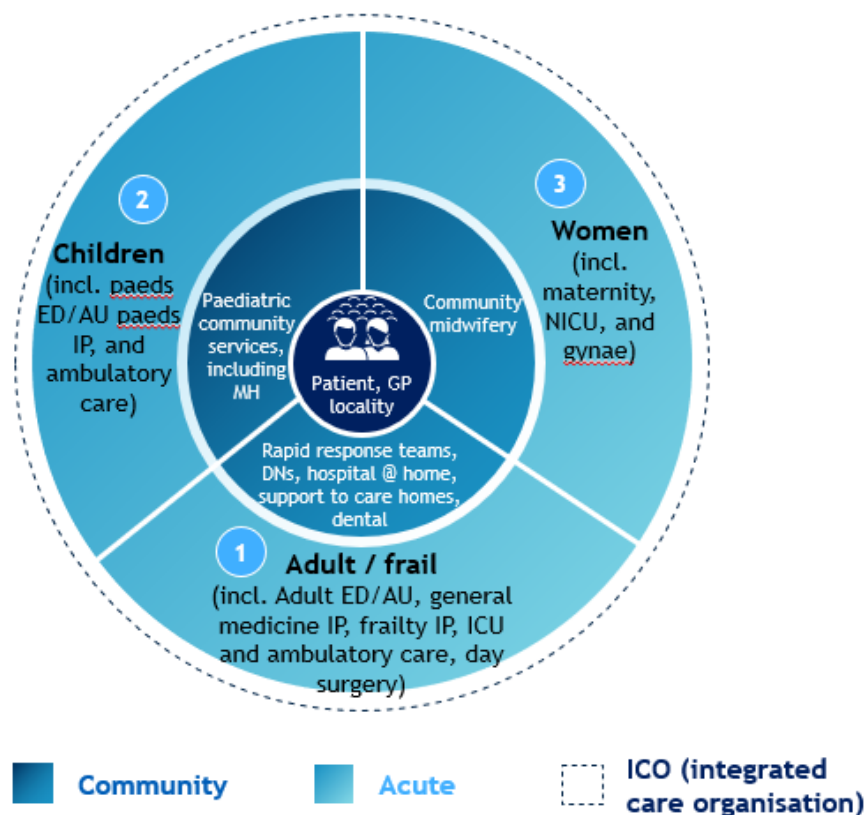 2
Children
(incl. paeds
ED/AU paeds
IP, and
ambulatory
care)
3
Women
(incl.
maternity,
NICU, and
gynae)
Paediatric
community
services,
including
MH
Community
midwifery
Patient, GP
locality
Rapid response teams,
DNs, hospital @ home,
support to care homes,
dental
1
Adult / frail
(incl. Adult ED/AU, general
medicine IP, frailty IP, ICU
and ambulatory care, day
surgery)
Community
Acute
ICO (integrated
care organisation)